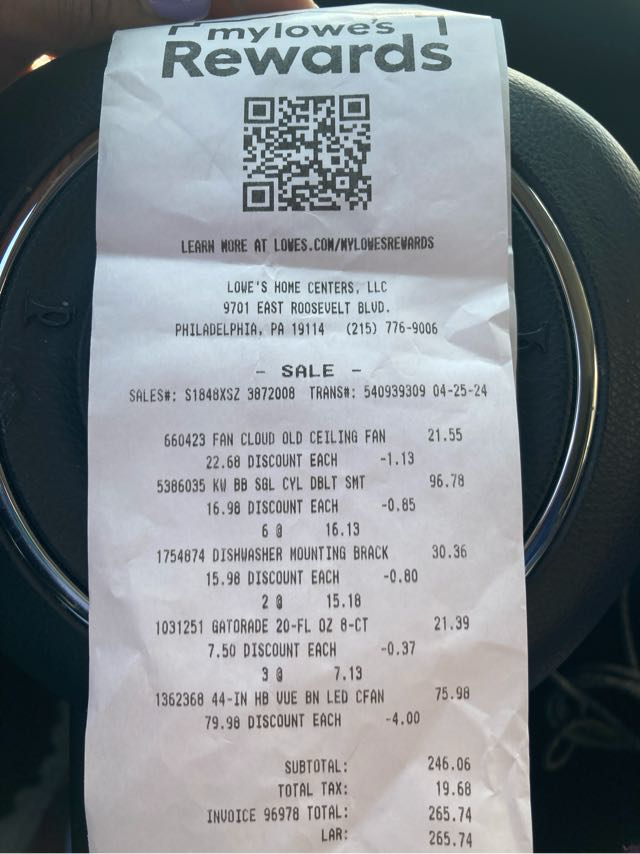 mylowe's
Rewards
LEARN MORE AT LOWES.COM/MYLOWESREWARDS
LOWE'S HOME CENTERS, LLC
9701 EAST ROOSEVELT BLVD.
PHILADELPHIA, PA 19114 (215) 776-9006
- SALE -
SALES#: S1848XSZ 3872008 TRANS#: 540939309 04-25-24
660423 FAN CLOUD OLD CEILING FAN 21.55
22.68 DISCOUNT EACH -1.13
5386035 KW BB SGL CYL DBLT SMT 96.78
16.98 DISCOUNT EACH -0.85
6 @ 16.13
1754874 DISHWASHER MOUNTING BRACK 30.36
15.98 DISCOUNT EACH -0.80
2 @ 15.18
1031251 GATORADE 20-FL OZ 8-CT 21.39
7.50 DISCOUNT EACH -0.37
3 @ 7.13
1362368 44-IN HB VUE BN LED CFAN 75.98
79.98 DISCOUNT EACH -4.00
SUBTOTAL: 246.06
TOTAL TAX: 19.68
INVOICE 96978 TOTAL: 265.74
LAR: 265.74